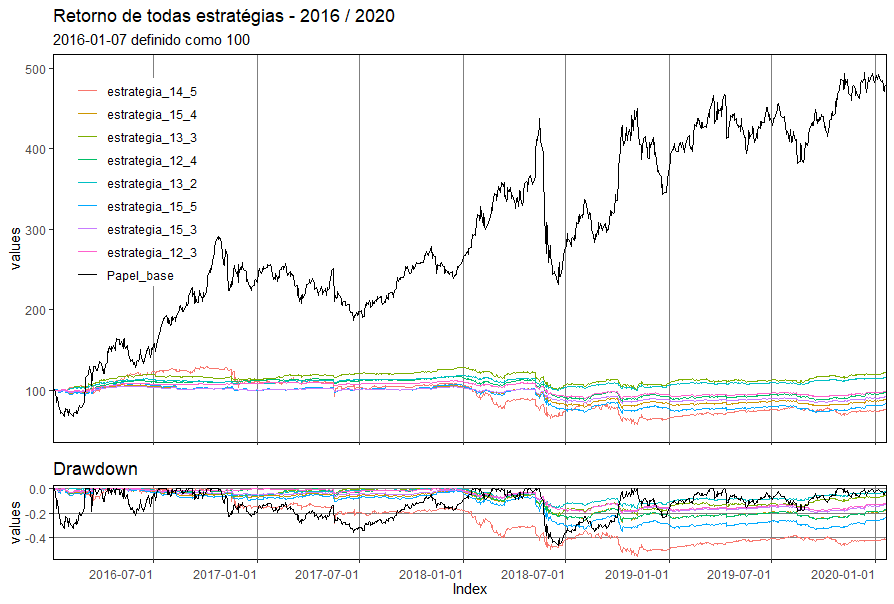 Retorno de todas estratégias - 2016 / 2020
2016-01-07 definido como 100
500
400
300
200
100
values
estrategia_14_5
estrategia_15_4
estrategia_13_3
estrategia_12_4
estrategia_13_2
estrategia_15_5
estrategia_15_3
estrategia_12_3
Papel_base
Drawdown
0.0
-0.2
-0.4
values
2016-07-01 2017-01-01 2017-07-01 2018-01-01 2018-07-01 2019-01-01 2019-07-01 2020-01-01
Index